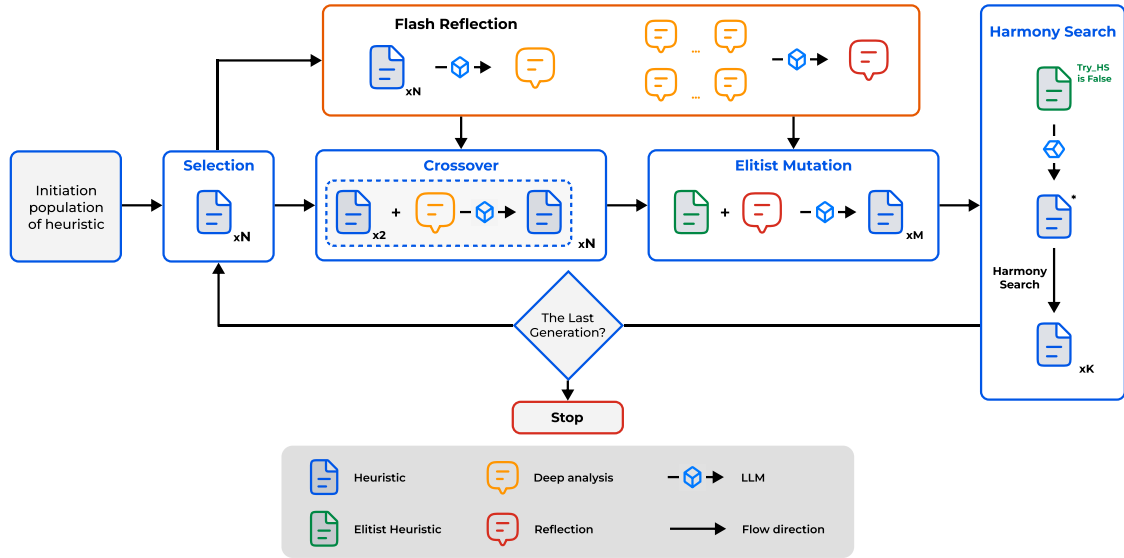 Flash Reflection
xN
...
...
Harmony Search
Try_HS
is False
*
Harmony
Search
xK
Initiation
population
of heuristic
Selection
xN
Crossover
+
x2
xN
Elitist Mutation
+
xM
The Last
Generation?
Stop
Heuristic
Deep analysis
LLM
Elitist Heuristic
Reflection
Flow direction